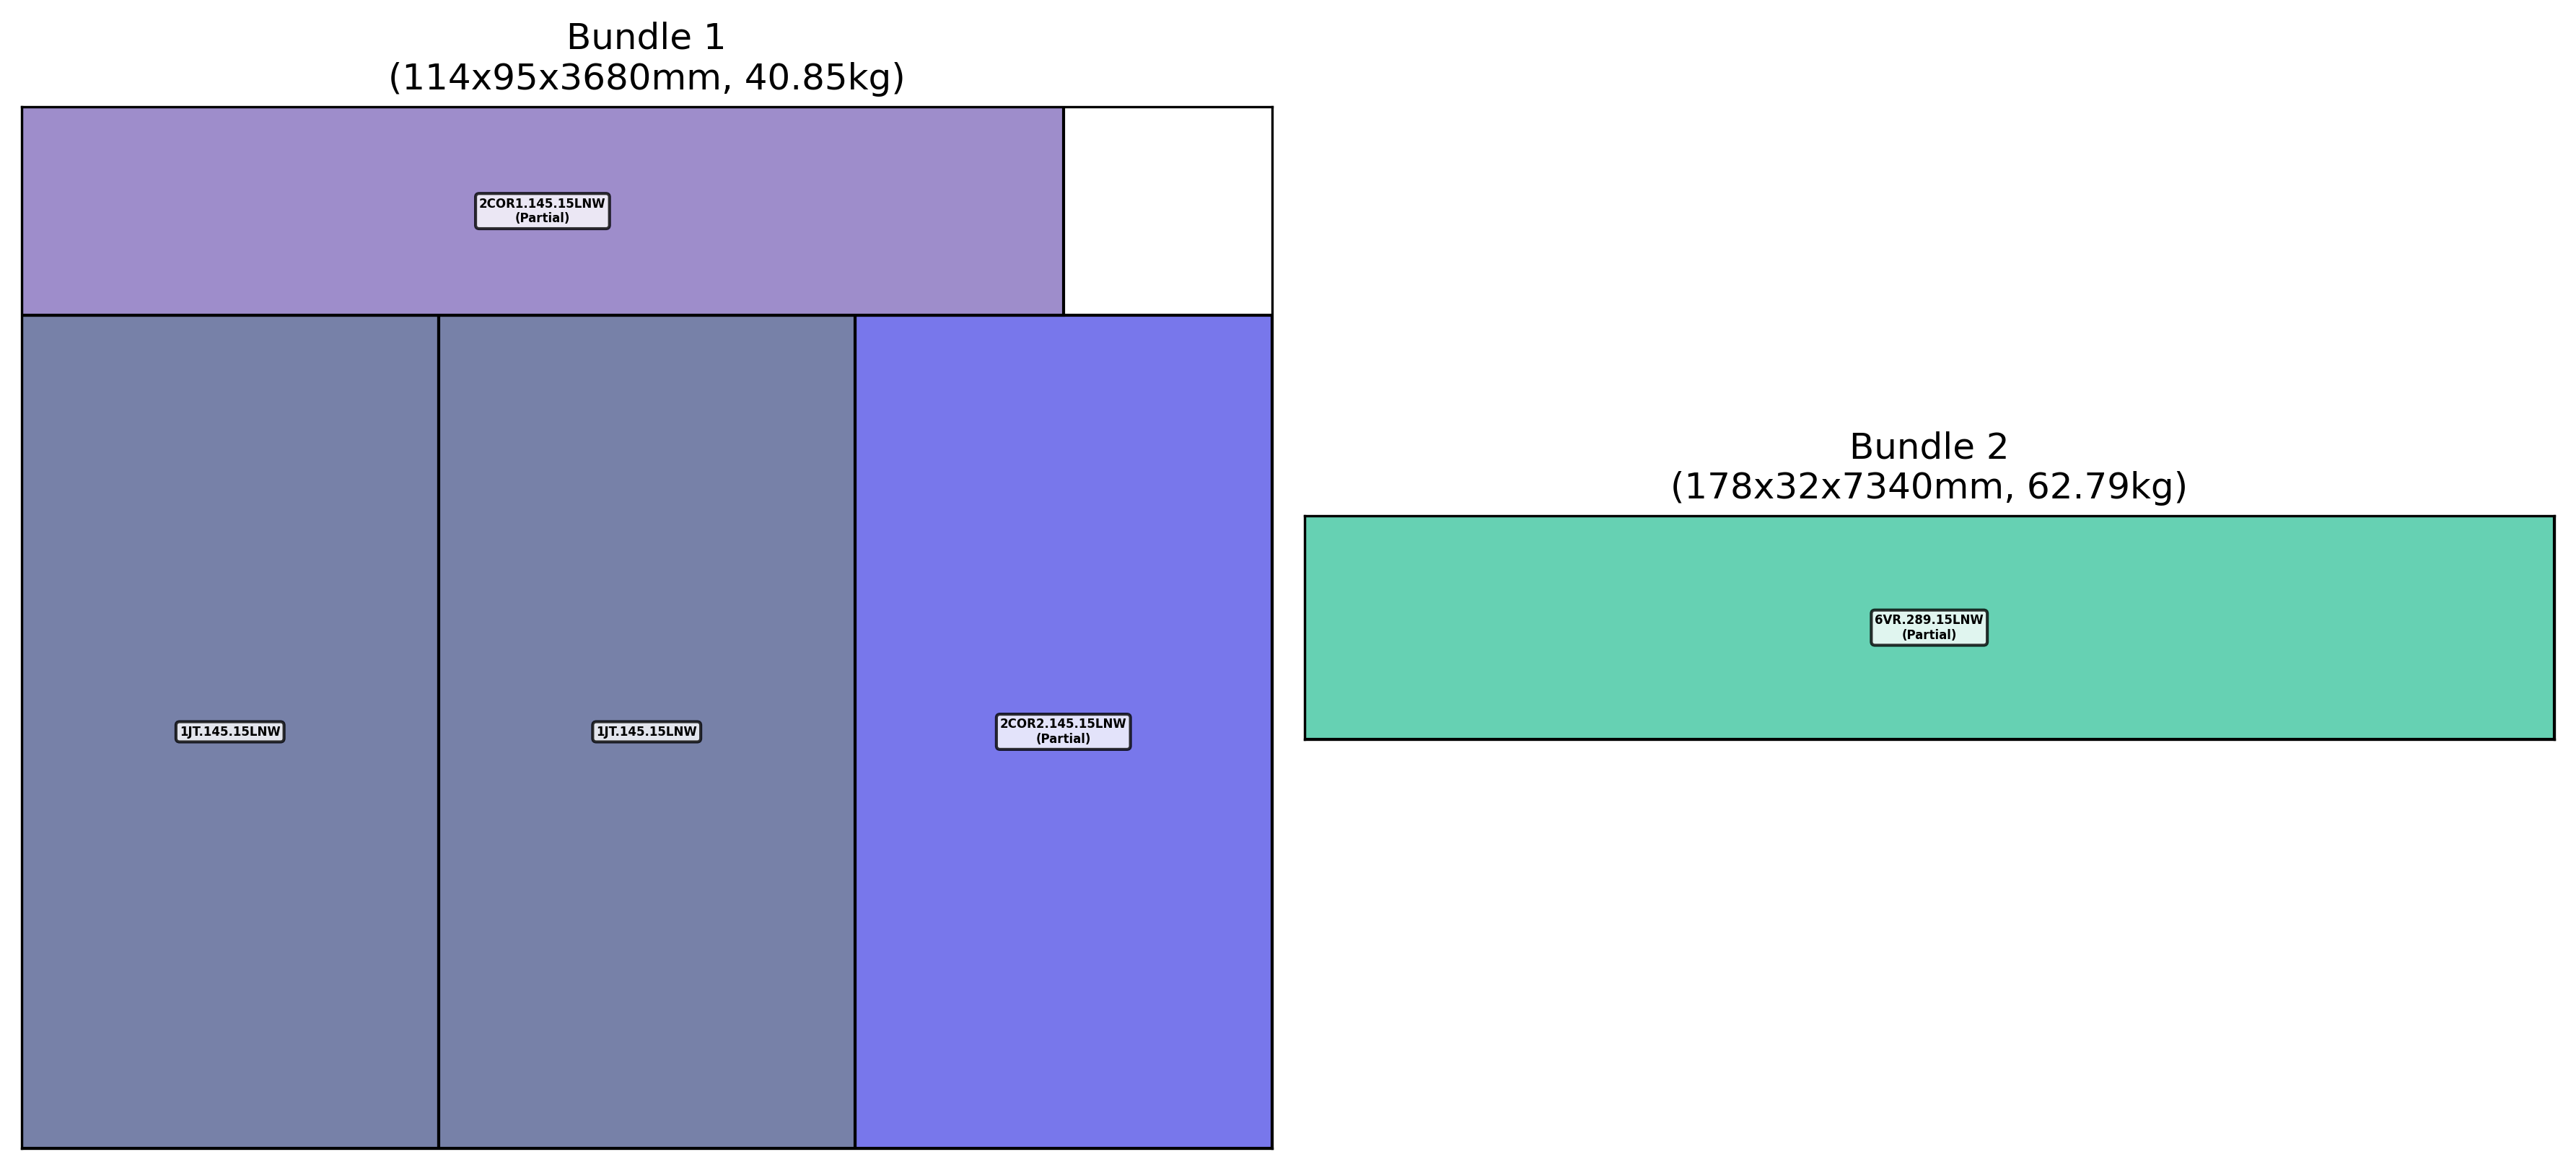 Bundle 1
(114x95x3680mm, 40.85kg)
2COR1.145.15LNW
(Partial)
1JT.145.15LNW
1JT.145.15LNW
2COR2.145.15LNW
(Partial)
Bundle 2
(178x32x7340mm, 62.79kg)
6VR.289.15LNW
(Partial)